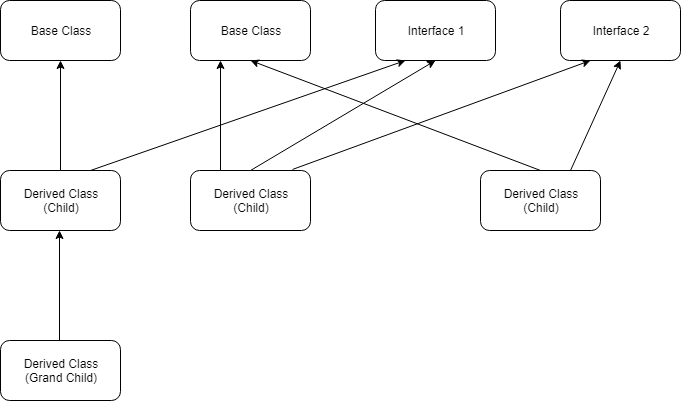 Base Class
Base Class
Interface 1
Interface 2
Derived Class
(Child)
Derived Class
(Child)
Derived Class
(Child)
Derived Class
(Grand Child)